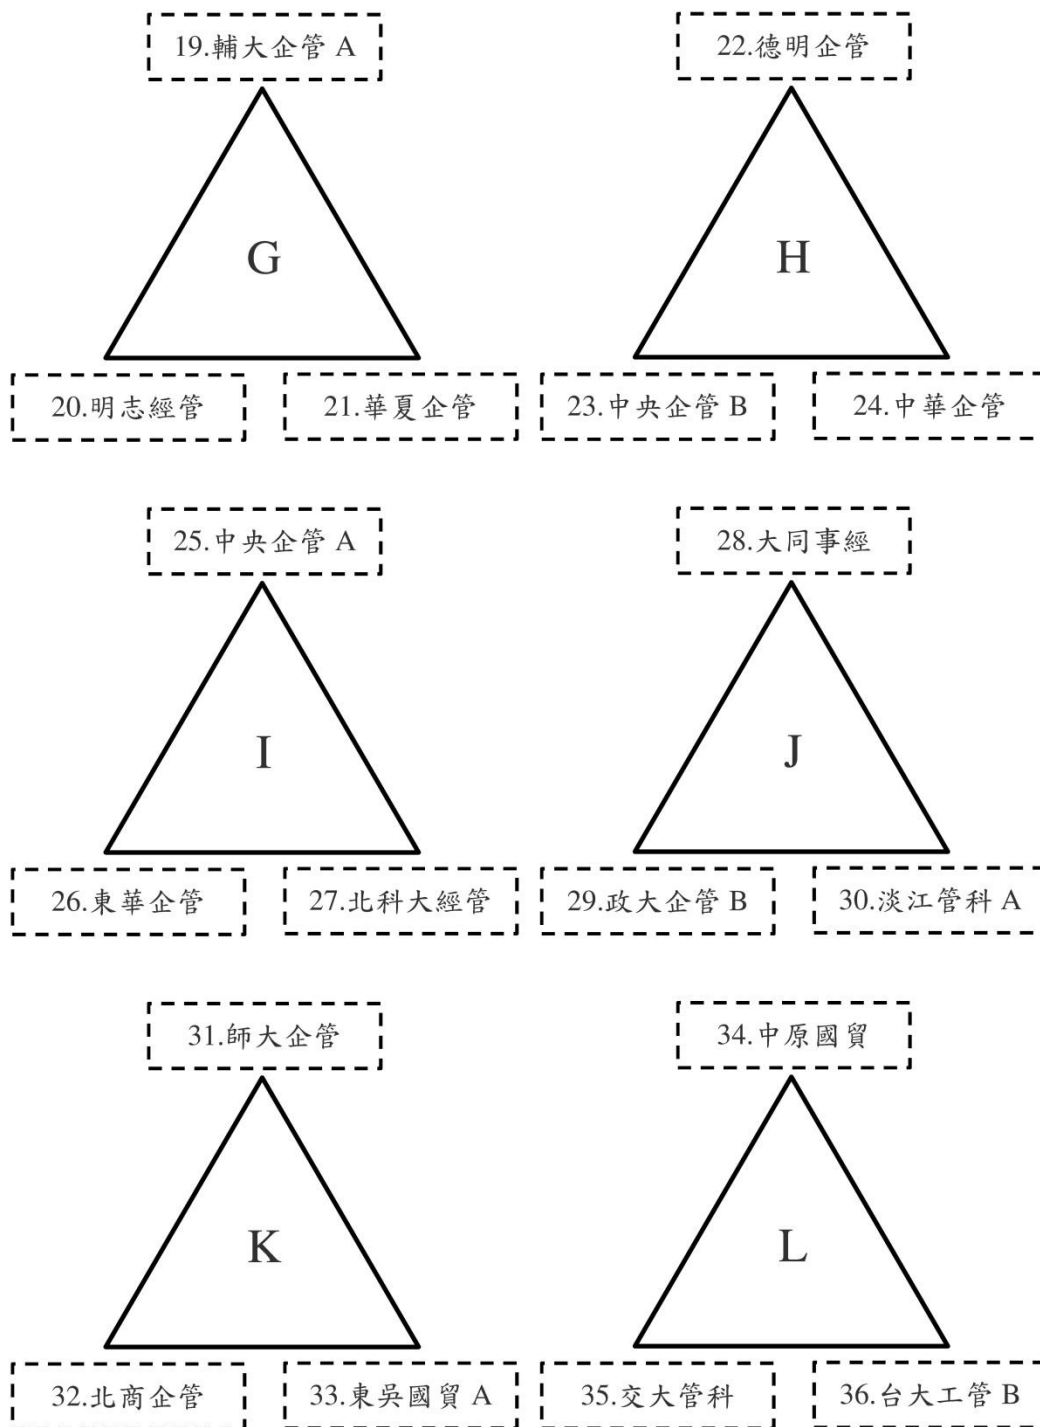 19.輔大企管 A
22.德明企管
G
H
20.明志經管
21.華夏企管
23.中央企管 B
24.中華企管
25.中央企管 A
28.大同事經
I
J
26.東華企管
27.北科大經管
29.政大企管 B
30.淡江管科 A
31.師大企管
34.中原國貿
K
L
32.北商企管
33.東吳國貿 A
35.交大管科
36.台大工管 B